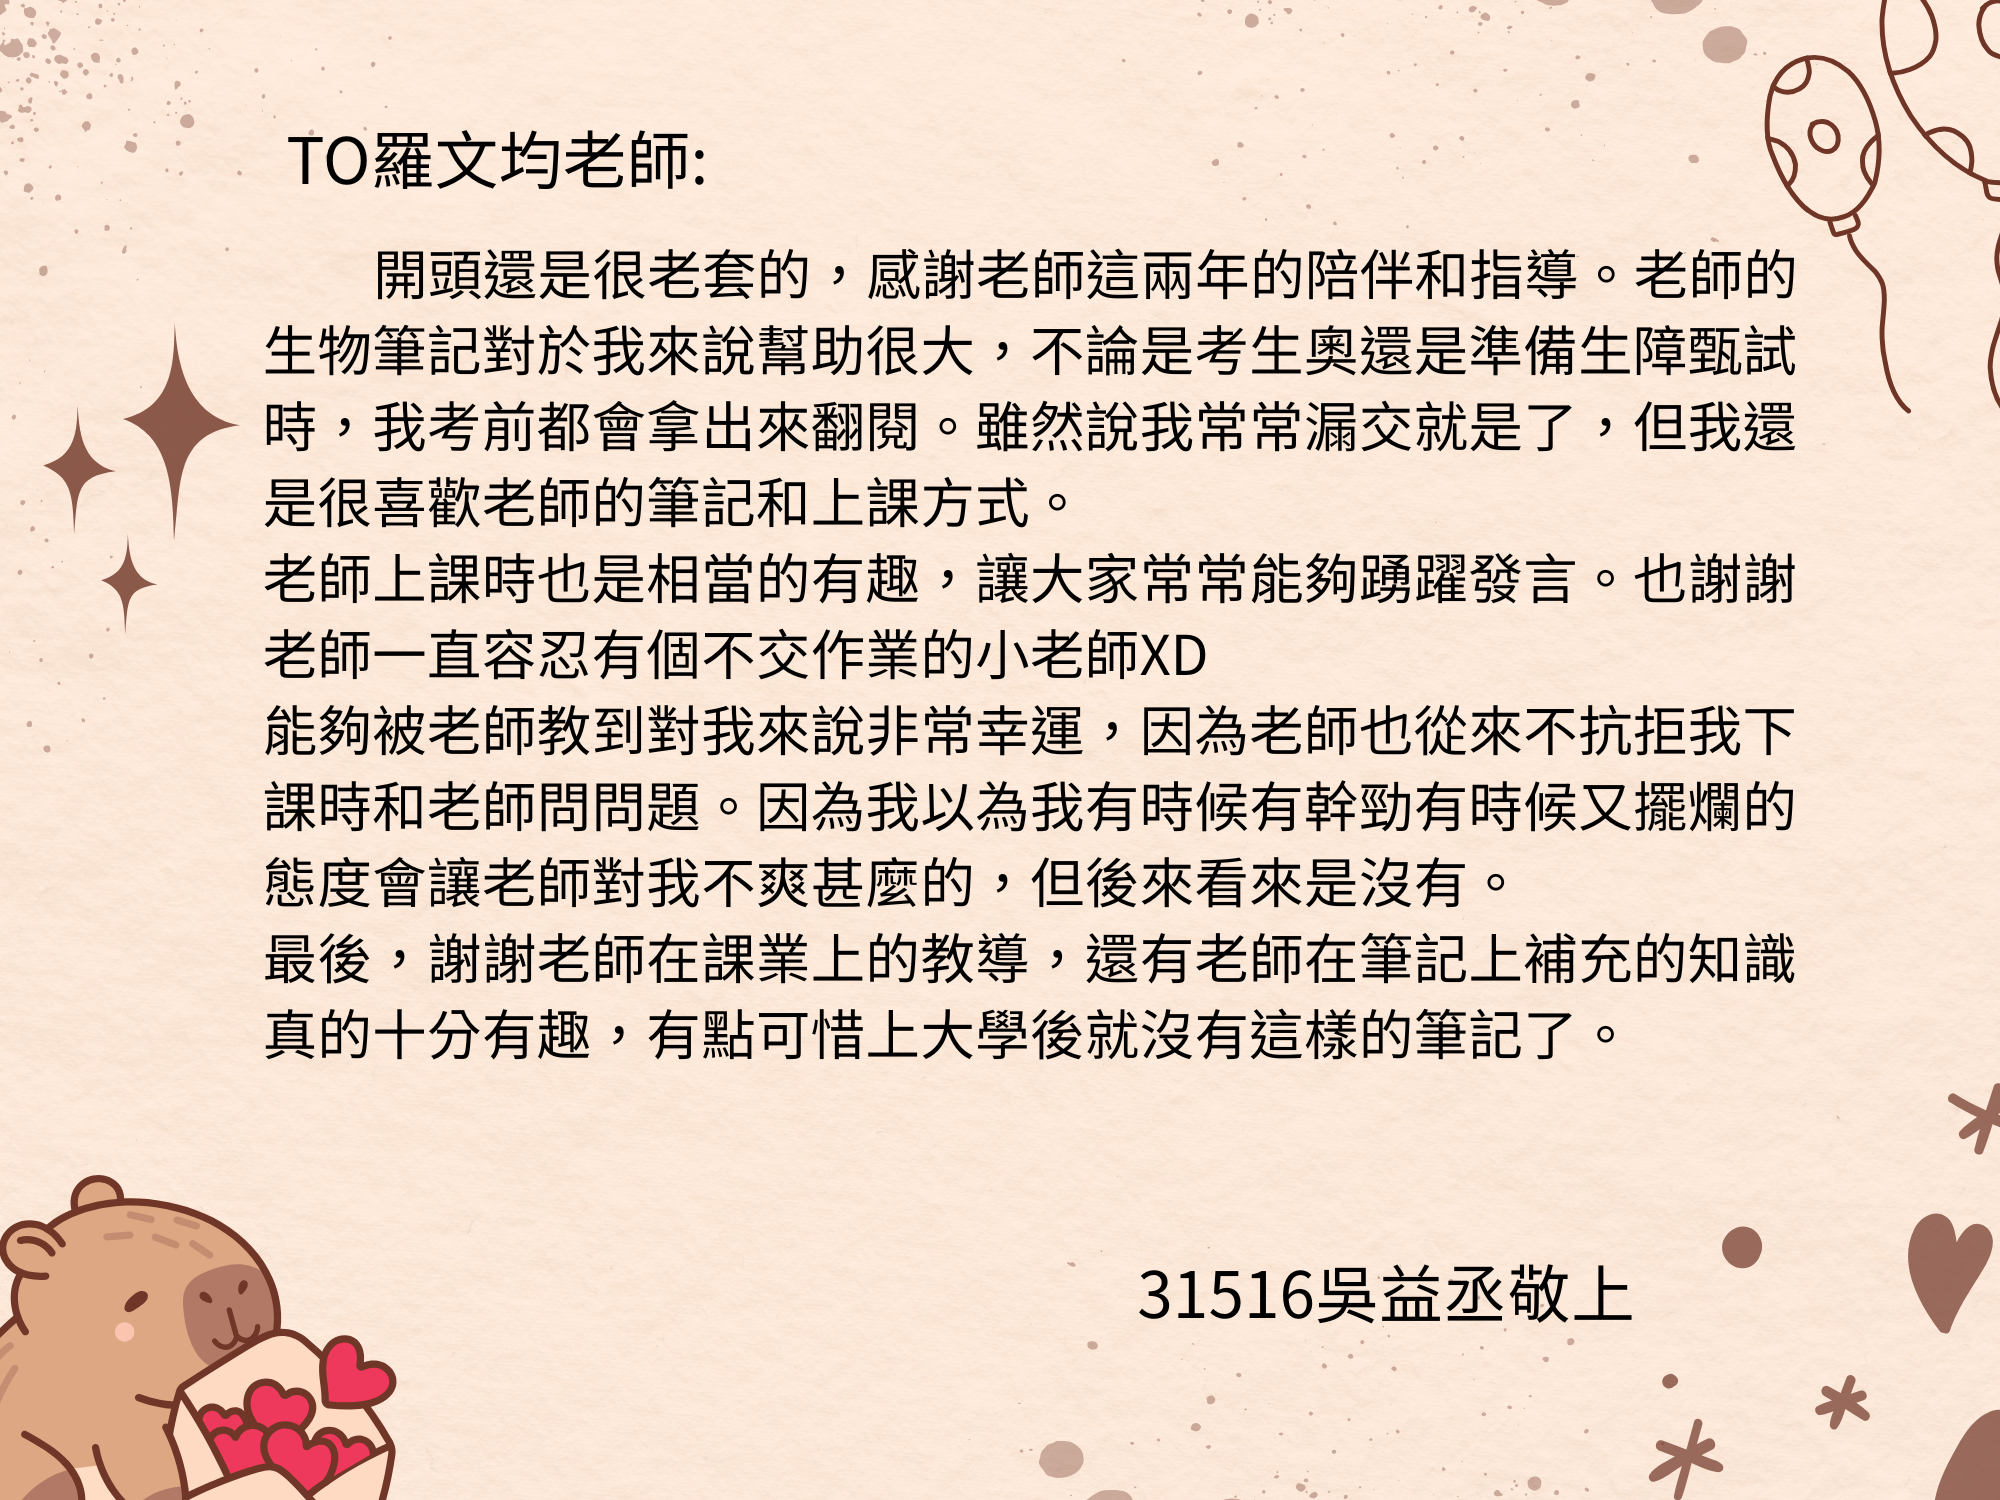 TO羅文均老師:
開頭還是很老套的，感謝老師這兩年的陪伴和指導。老師的
生物筆記對於我來說幫助很大，不論是考生奧還是準備生障甄試
時，我考前都會拿出來翻閱。雖然說我常常漏交就是了，但我還
是很喜歡老師的筆記和上課方式。
老師上課時也是相當的有趣，讓大家常常能夠踴躍發言。也謝謝
老師一直容忍有個不交作業的小老師XD
能夠被老師教到對我來說非常幸運，因為老師也從來不抗拒我下
課時和老師問問題。因為我以為我有時候有幹勁有時候又擺爛的
態度會讓老師對我不爽甚麼的，但後來看來是沒有。
最後，謝謝老師在課業上的教導，還有老師在筆記上補充的知識
真的十分有趣，有點可惜上大學後就沒有這樣的筆記了。
31516吳益丞敬上